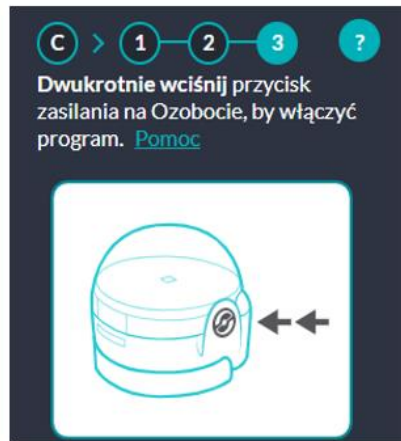 C > 1 2 3 ?
Dwukrotnie wciśnij przycisk
zasilania na Ozobocie, by włączyć
program. Pomoc